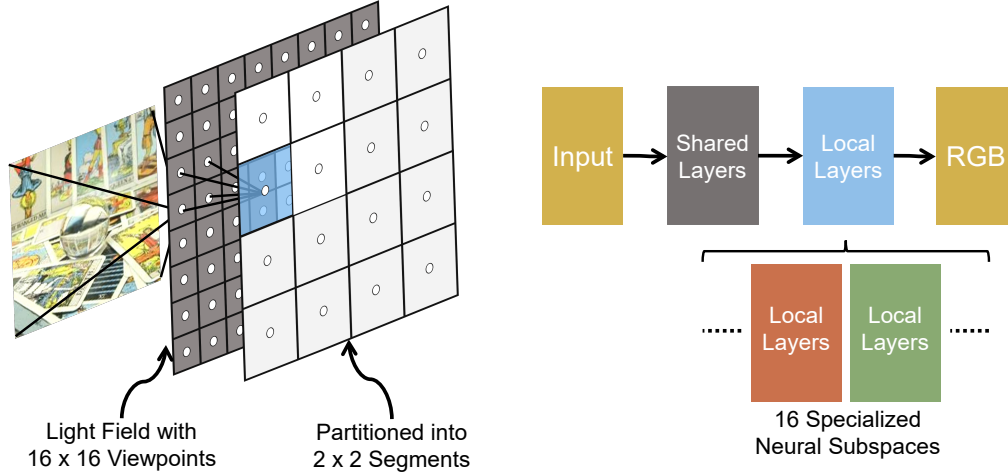 Input
Shared
Layers
Local
Layers
RGB
Local
Layers
Local
Layers
16 Specialized
Neural Subspaces
Light Field with
16 x 16 Viewpoints
Partitioned into
2 x 2 Segments